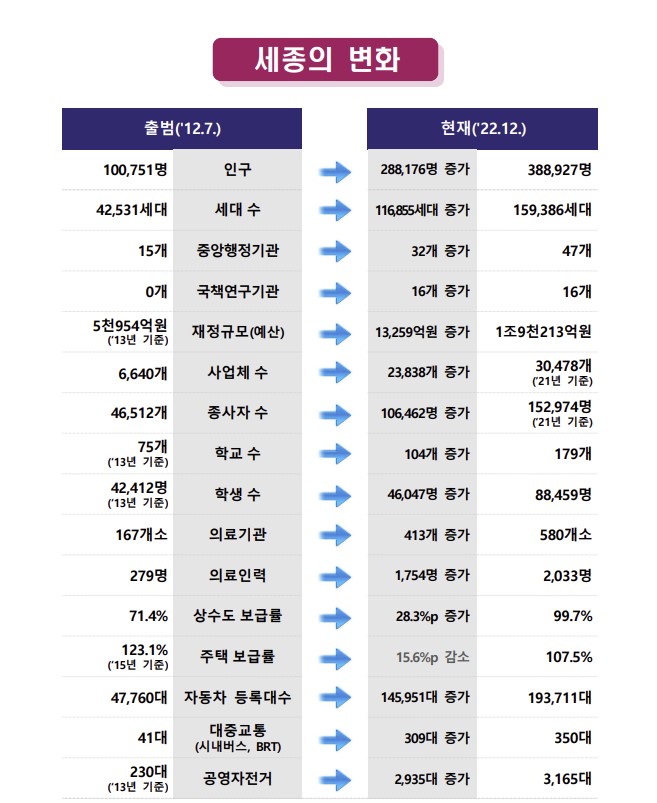 세종의 변화
출범('12.7.) 현재('22.12.)
100,751명 인구 288,176명 증가 388,927명
42,531세대 세대 수 116,855세대 증가 159,386세대
15개 중앙행정기관 32개 증가 47개
0개 국책연구기관 16개 증가 16개
5천954억원 재정규모(예산) 13,259억원 증가 1조9천213억원
('13년 기준)
6,640개 사업체 수 23,838개 증가 30,478개
('21년 기준)
46,512개 종사자 수 106,462명 증가 152,974명
('21년 기준)
75개 학교 수 104개 증가 179개
('13년 기준)
42,412명 학생 수 46,047명 증가 88,459명
('13년 기준)
167개소 의료기관 413개 증가 580개소
279명 의료인력 1,754명 증가 2,033명
71.4% 상수도 보급률 28.3%p 증가 99.7%
123.1% 주택 보급률 15.6%p 감소 107.5%
('15년 기준)
47,760대 자동차 등록대수 145,951대 증가 193,711대
41대 대중교통 309대 증가 350대
(시내버스, BRT)
230대 공영자전거 2,935대 증가 3,165대
('13년 기준)